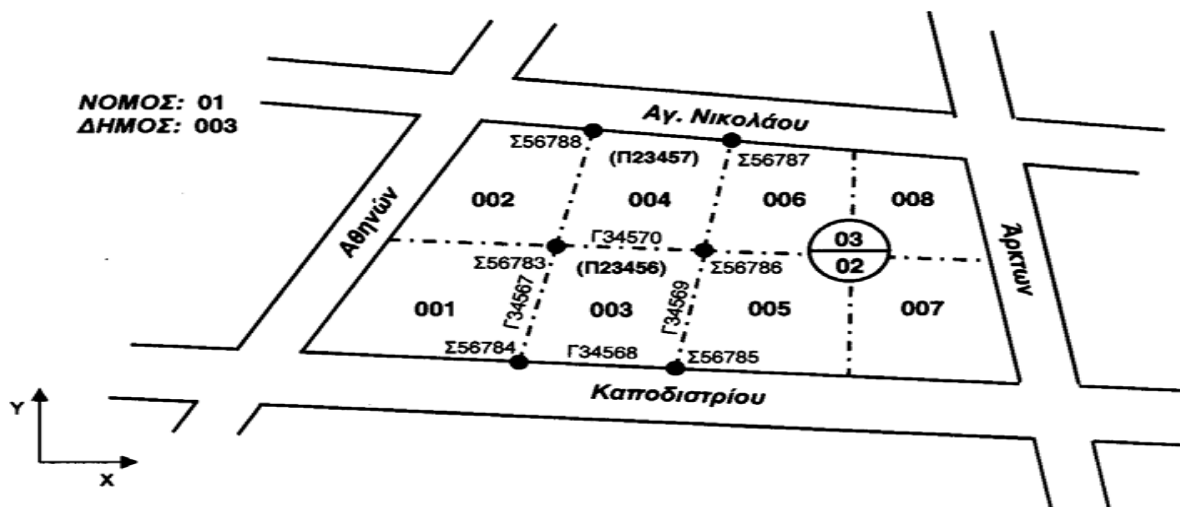 ΝΟΜΟΣ: 01
ΔΗΜΟΣ: 003
Αγ. Νικολάου
Σ56788
(Π23457)
Σ56787
002
004
006
008
Αθηνών
Άρκτων
Γ34570
03
02
Σ56783
(Π23456)
Σ56786
Γ34567
Γ34569
001
003
005
007
Σ56784
Γ34568
Σ56785
Καποδιστρίου
Y
X